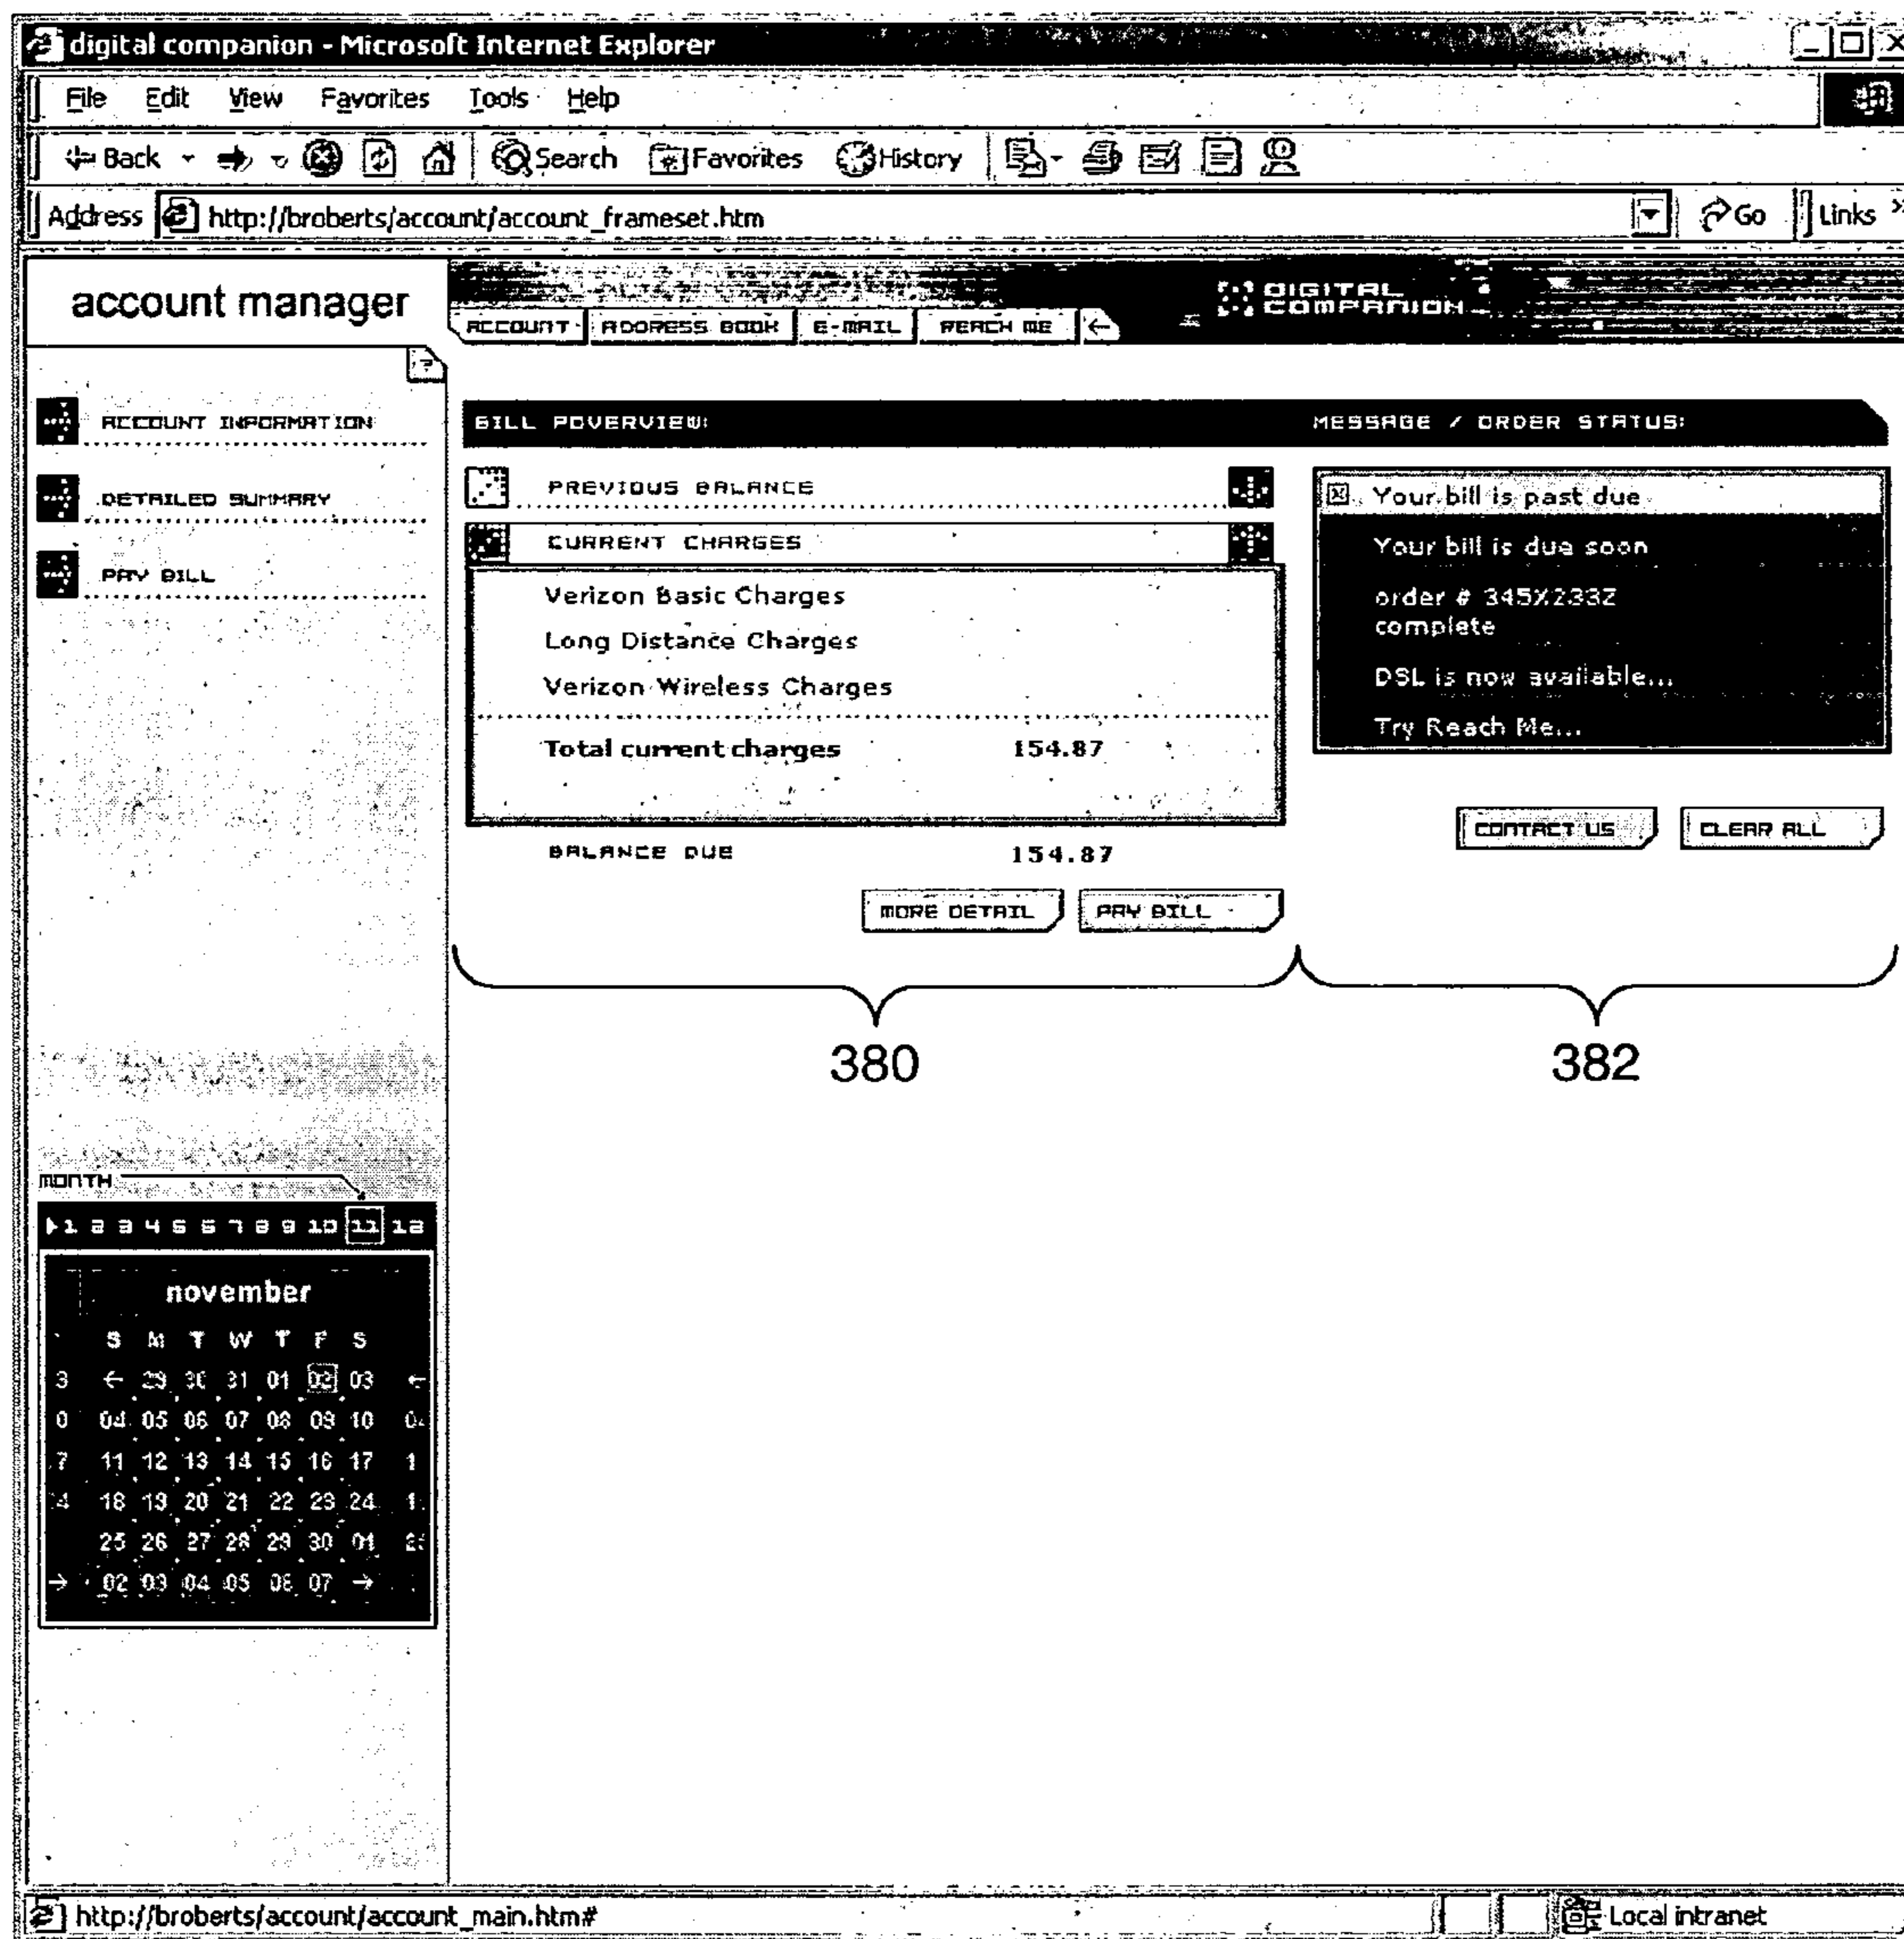 digital companion - Microsoft Internet Explorer
File Edit View Favorites Tools Help
Back Search Favorites History
Address http://broberts/account/account_frameset.htm Go Links »
account manager
DIGITAL
COMPANION
ACCOUNT ADDRESS BOOK E-MAIL REACH ME ←
?
ACCOUNT INFORMATION
DETAILED SUMMARY
PAY BILL
BILL POVERVIEW: MESSAGE / ORDER STATUS:
PREVIOUS BALANCE
CURRENT CHARGES
Verizon Basic Charges
Long Distance Charges
Verizon Wireless Charges
Total current charges 154.87
BALANCE DUE 154.87
MORE DETAIL PAY BILL
Your bill is past due
Your bill is due soon
order # 345X233Z
complete
DSL is now available...
Try Reach Me...
CONTACT US CLEAR ALL
380 382
MONTH
1 2 3 4 5 6 7 8 9 10 11 12
november
S M T W T F S
3 ← 29 30 31 01 02 03 ←
0 04 05 06 07 08 09 10
7 11 12 13 14 15 16 17 1
4 18 19 20 21 22 23 24 1
25 26 27 28 29 30 01
→ 02 03 04 05 06 07 →
http://broberts/account/account_main.htm# Local intranet